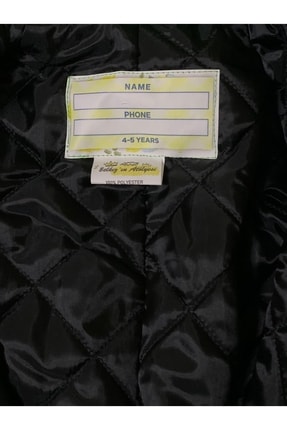 NAME
PHONE
4-5 YEARS
100% POLYESTER